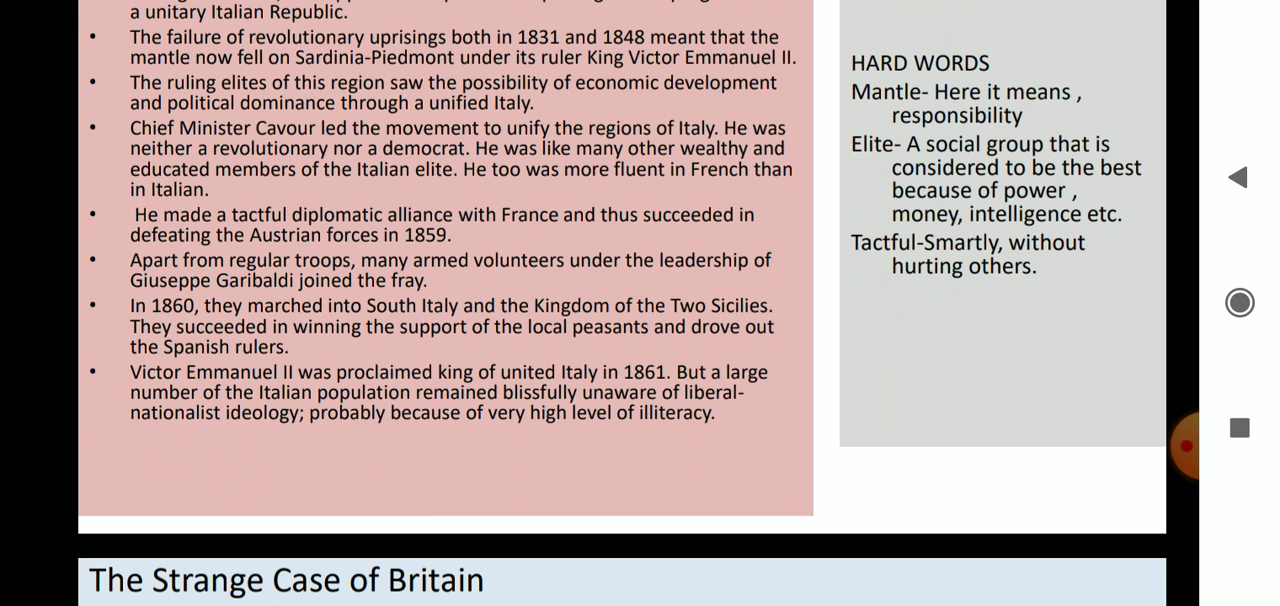 a unitary Italian Republic.
• The failure of revolutionary uprisings both in 1831 and 1848 meant that the
mantle now fell on Sardinia-Piedmont under its ruler King Victor Emmanuel II.
• The ruling elites of this region saw the possibility of economic development
and political dominance through a unified Italy.
• Chief Minister Cavour led the movement to unify the regions of Italy. He was
neither a revolutionary nor a democrat. He was like many other wealthy and
educated members of the Italian elite. He too was more fluent in French than
in Italian.
• He made a tactful diplomatic alliance with France and thus succeeded in
defeating the Austrian forces in 1859.
• Apart from regular troops, many armed volunteers under the leadership of
Giuseppe Garibaldi joined the fray.
• In 1860, they marched into South Italy and the Kingdom of the Two Sicilies.
They succeeded in winning the support of the local peasants and drove out
the Spanish rulers.
• Victor Emmanuel II was proclaimed king of united Italy in 1861. But a large
number of the Italian population remained blissfully unaware of liberal-
nationalist ideology; probably because of very high level of illiteracy.
HARD WORDS
Mantle- Here it means ,
responsibility
Elite- A social group that is
considered to be the best
because of power ,
money, intelligence etc.
Tactful-Smartly, without
hurting others.
The Strange Case of Britain